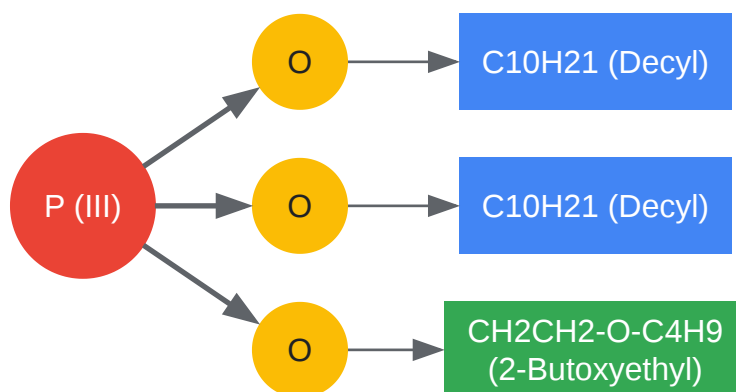 O
C10H21 (Decyl)
P (III)
O
C10H21 (Decyl)
O
CH2CH2-O-C4H9
(2-Butoxyethyl)